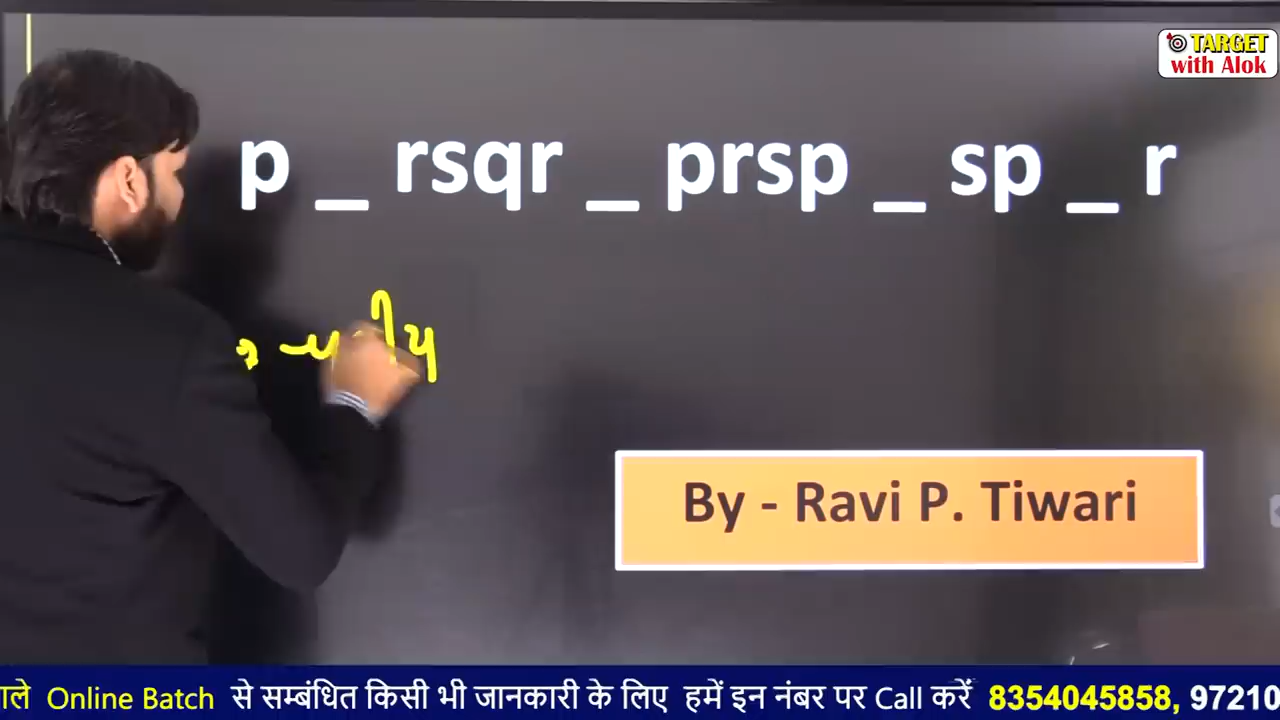 TARGET
with Alok
p _ rsqr _ prsp _ sp _ r
By - Ravi P. Tiwari
Online Batch से सम्बंधित किसी भी जानकारी के लिए हमें इन नंबर पर Call करें 8354045858, 97210